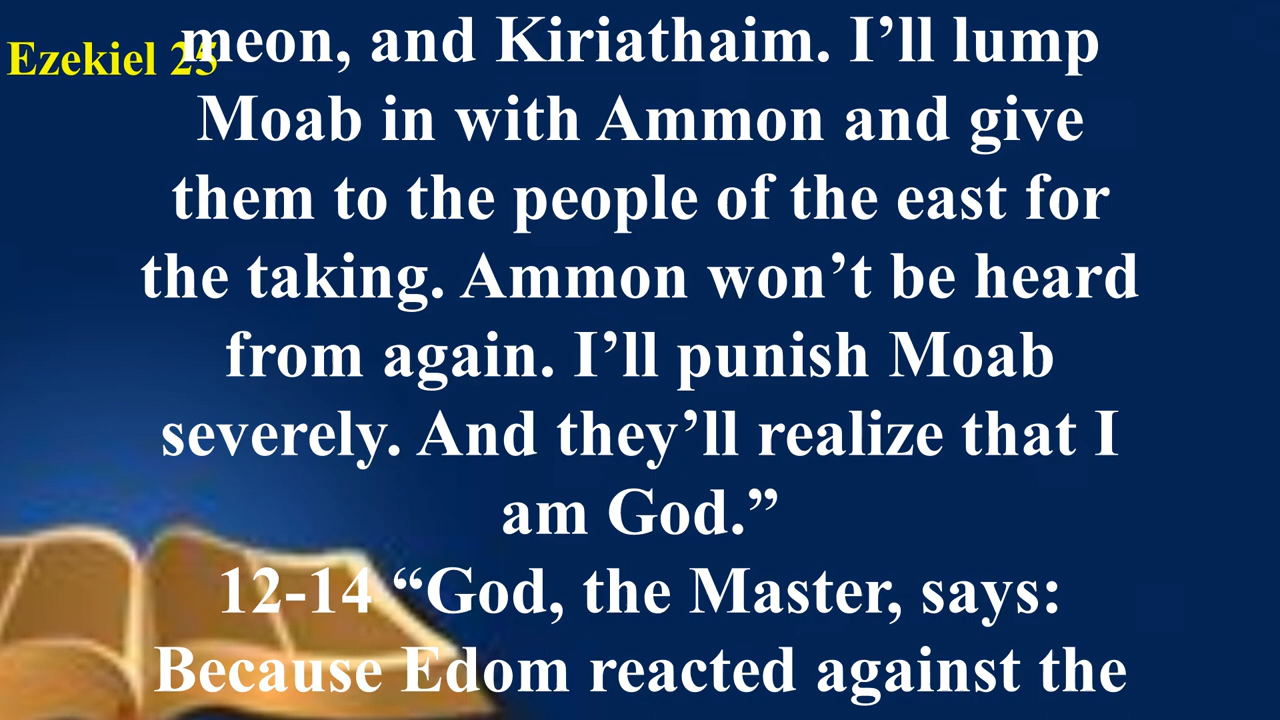 Ezekiel 25
meon, and Kiriathaim. I’ll lump
Moab in with Ammon and give
them to the people of the east for
the taking. Ammon won’t be heard
from again. I’ll punish Moab
severely. And they’ll realize that I
am God.”
12-14 “God, the Master, says:
Because Edom reacted against the